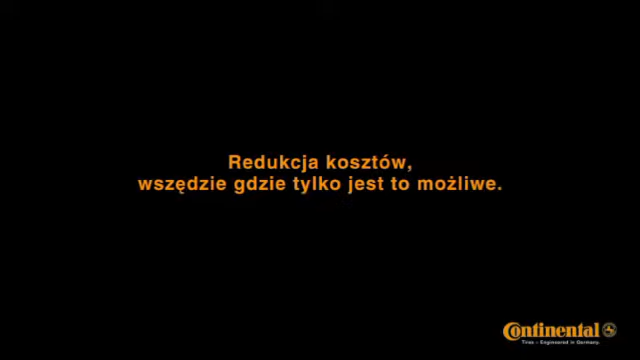 Redukcja kosztów,
wszędzie gdzie tylko jest to możliwe.
Continental
Tires - Engineered in Germany.